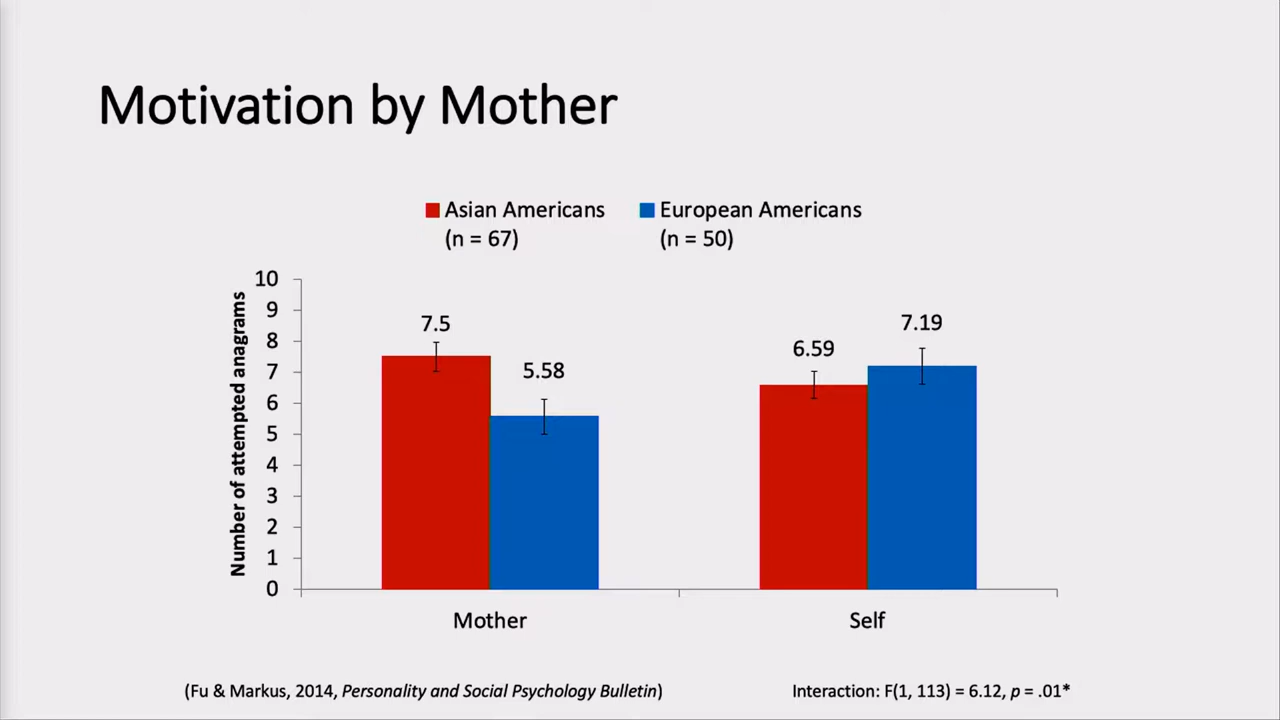 Motivation by Mother
Asian Americans
(n = 67)
European Americans
(n = 50)
Number of attempted anagrams
10
9
8
7
6
5
4
3
2
1
0
7.5
5.58
6.59
7.19
Mother
Self
(Fu & Markus, 2014, Personality and Social Psychology Bulletin)
Interaction: F(1, 113) = 6.12, p = .01*